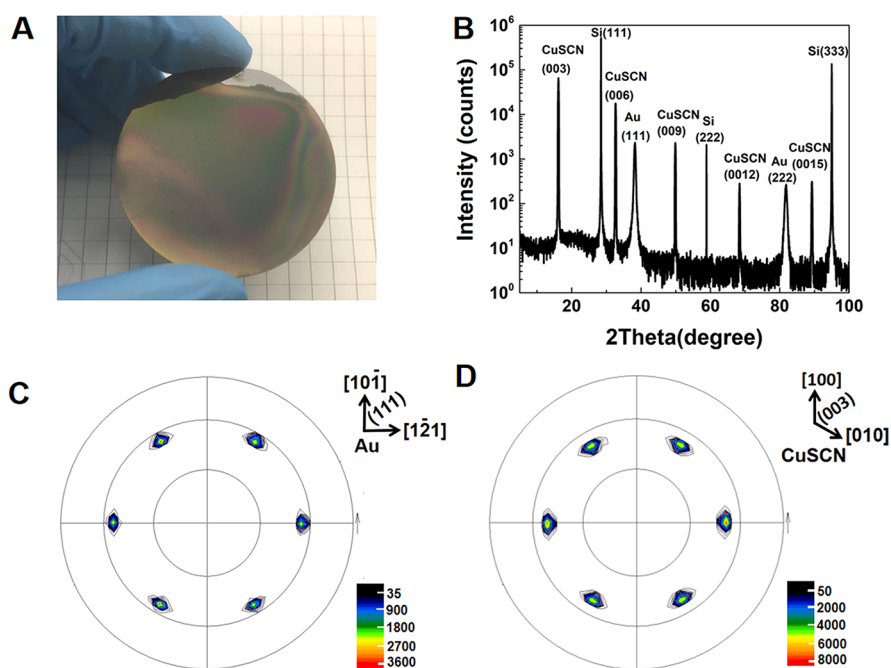 A
B
Intensity (counts)
10⁶
10⁵
10⁴
10³
10²
10¹
10⁰
Si(111)
CuSCN
(003)
CuSCN
(006)
Au
(111)
CuSCN
(009)
Si
(222)
CuSCN
(0012)
Au
(222)
CuSCN
(0015)
Si(333)
20 40 60 80 100
2Theta(degree)
C
[101̄]
(111)
[12̄1]
Au
35
900
1800
2700
3600
D
[100]
(003)
[010]
CuSCN
50
2000
4000
6000
8000